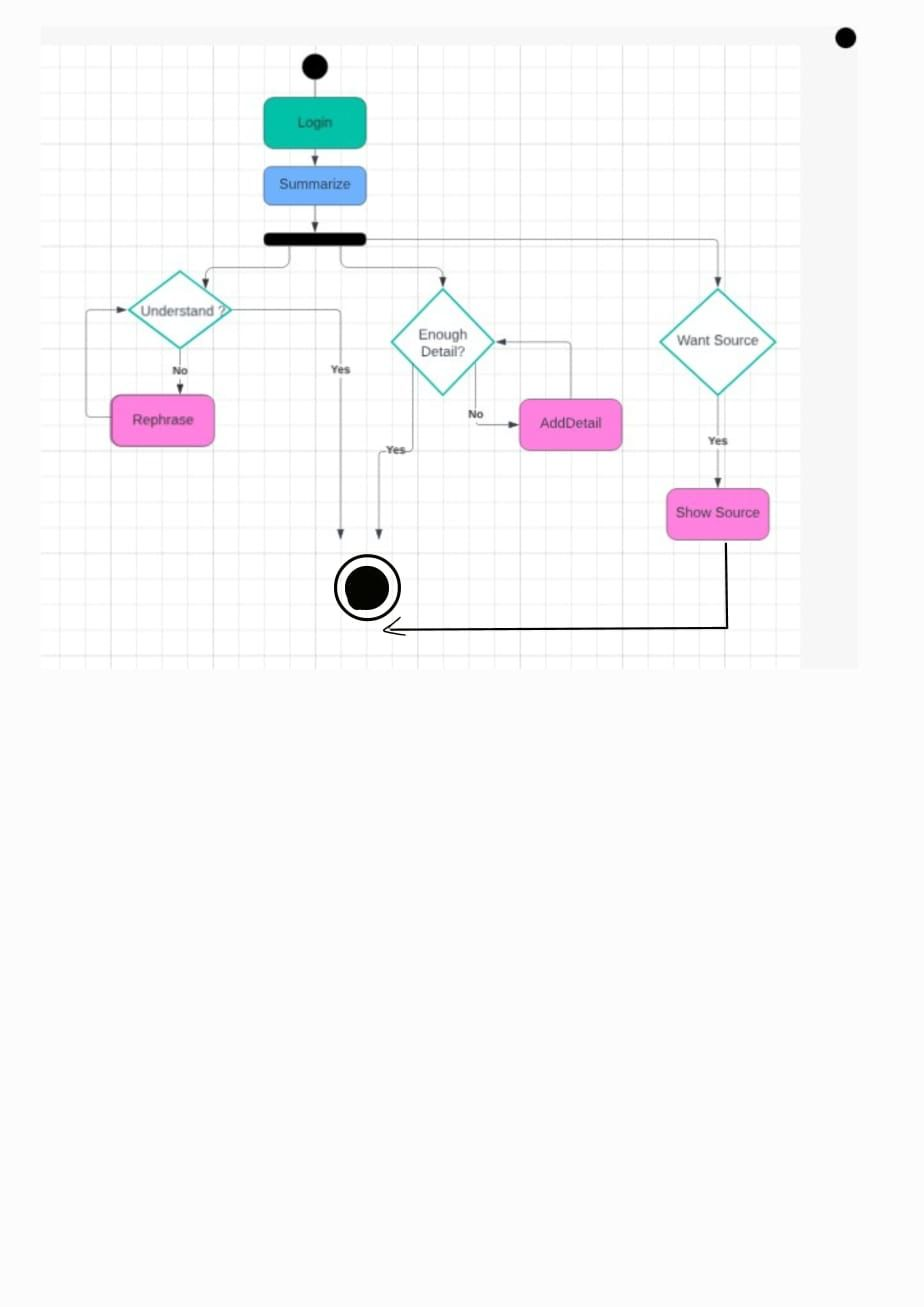 Login
Summarize
Understand ?
Enough
Detail?
Want Source
No
Yes
No
Rephrase
AddDetail
Yes
Yes
Show Source